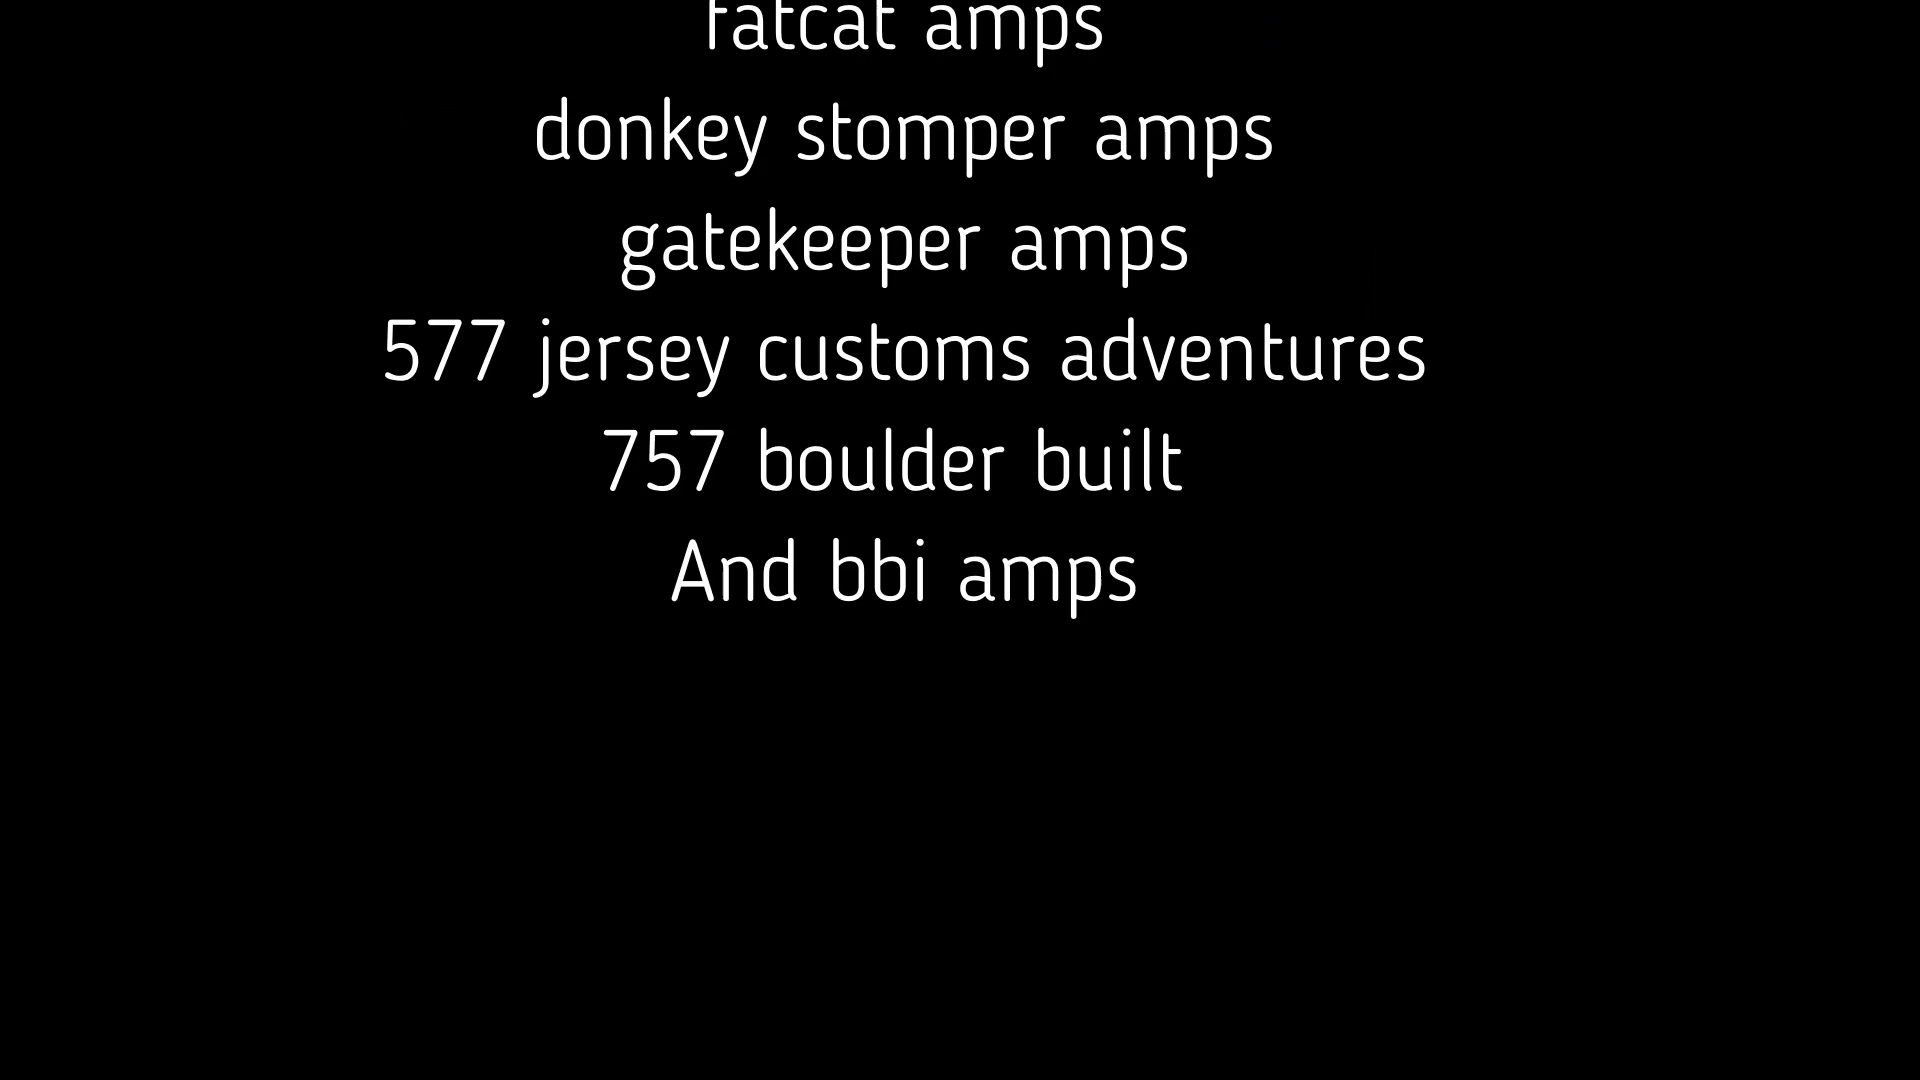 fatcat amps
donkey stomper amps
gatekeeper amps
577 jersey customs adventures
757 boulder built
And bbi amps